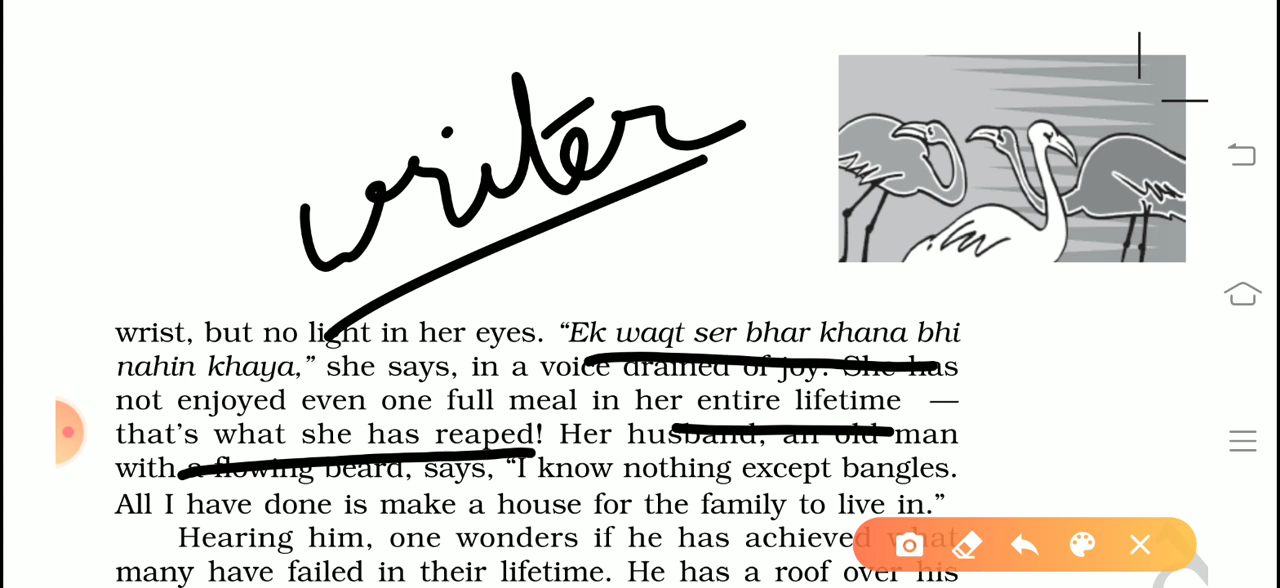 writer
wrist, but no light in her eyes. “Ek waqt ser bhar khana bhi
nahin khaya,” she says, in a voice drained of joy. She has
not enjoyed even one full meal in her entire lifetime —
that’s what she has reaped! Her husband, an old man
with a flowing beard, says, “I know nothing except bangles.
All I have done is make a house for the family to live in.”
Hearing him, one wonders if he has achieved what
many have failed in their lifetime. He has a roof over his